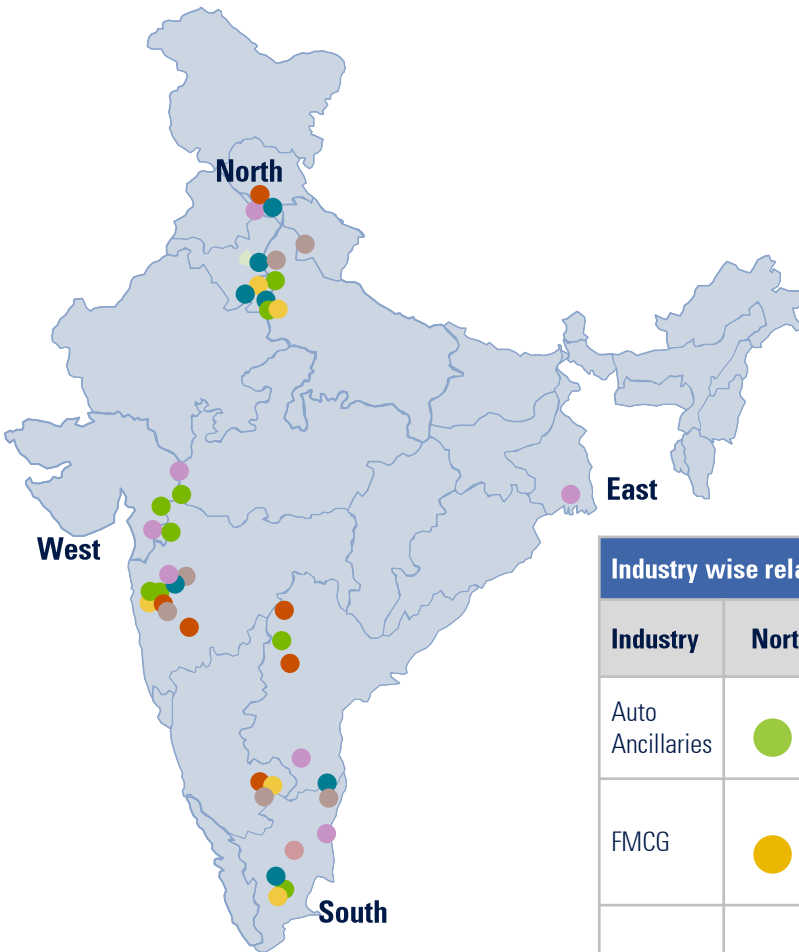 North
East
West
Industry wise rela
Industry Nort
Auto
Ancillaries
FMCG
South